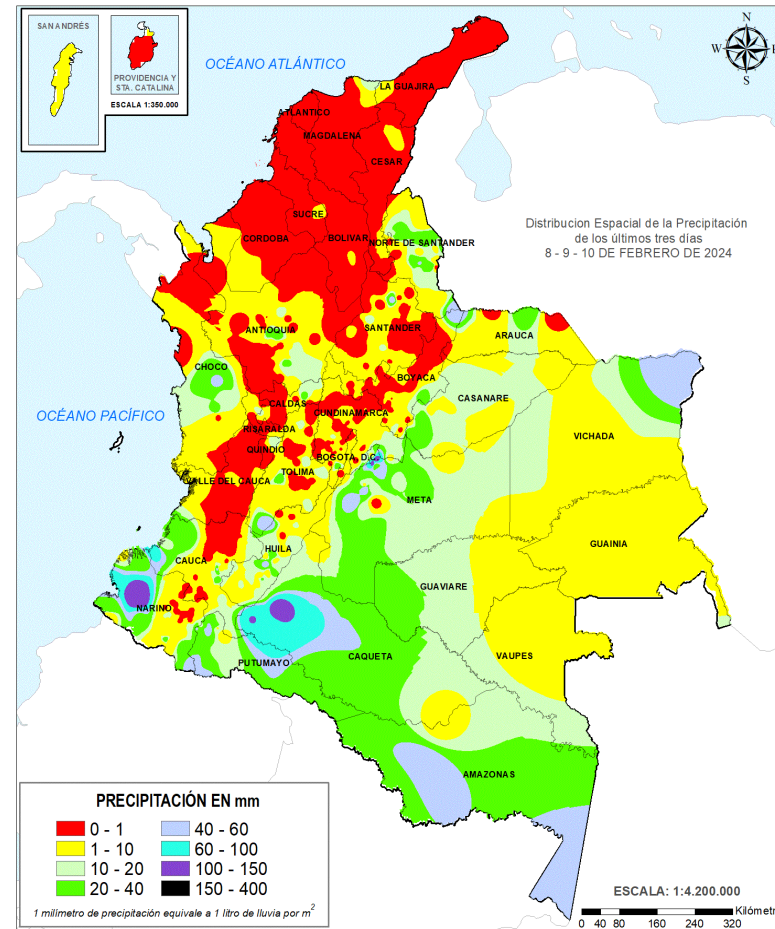 SAN ANDRÉS
PROVIDENCIA Y
STA. CATALINA
ESCALA 1:350.000
N
W
S
OCÉANO ATLÁNTICO
LA GUAJIRA
ATLANTICO
MAGDALENA
CESAR
SUCRE
CORDOBA
BOLIVAR
NORTE DE SANTANDER
Distribucion Espacial de la Precipitación
de los últimos tres días
8 - 9 - 10 DE FEBRERO DE 2024
ANTIOQUIA
SANTANDER
ARAUCA
CHOCO
BOYACA
CASANARE
OCÉANO PACÍFICO
CALDAS
CUNDINAMARCA
RISARALDA
VICHADA
QUINDIO
BOGOTA, D.C.
TOLIMA
VALLE DEL CAUCA
META
GUAINIA
HUILA
CAUCA
GUAVIARE
NARIÑO
PUTUMAYO
CAQUETA
VAUPES
AMAZONAS
PRECIPITACIÓN EN mm
0 - 1
40 - 60
1 - 10
60 - 100
10 - 20
100 - 150
20 - 40
150 - 400
1 milimetro de precipitación equivale a 1 litro de lluvia por m2
ESCALA: 1:4.200.000
0 40 80 160 240 320